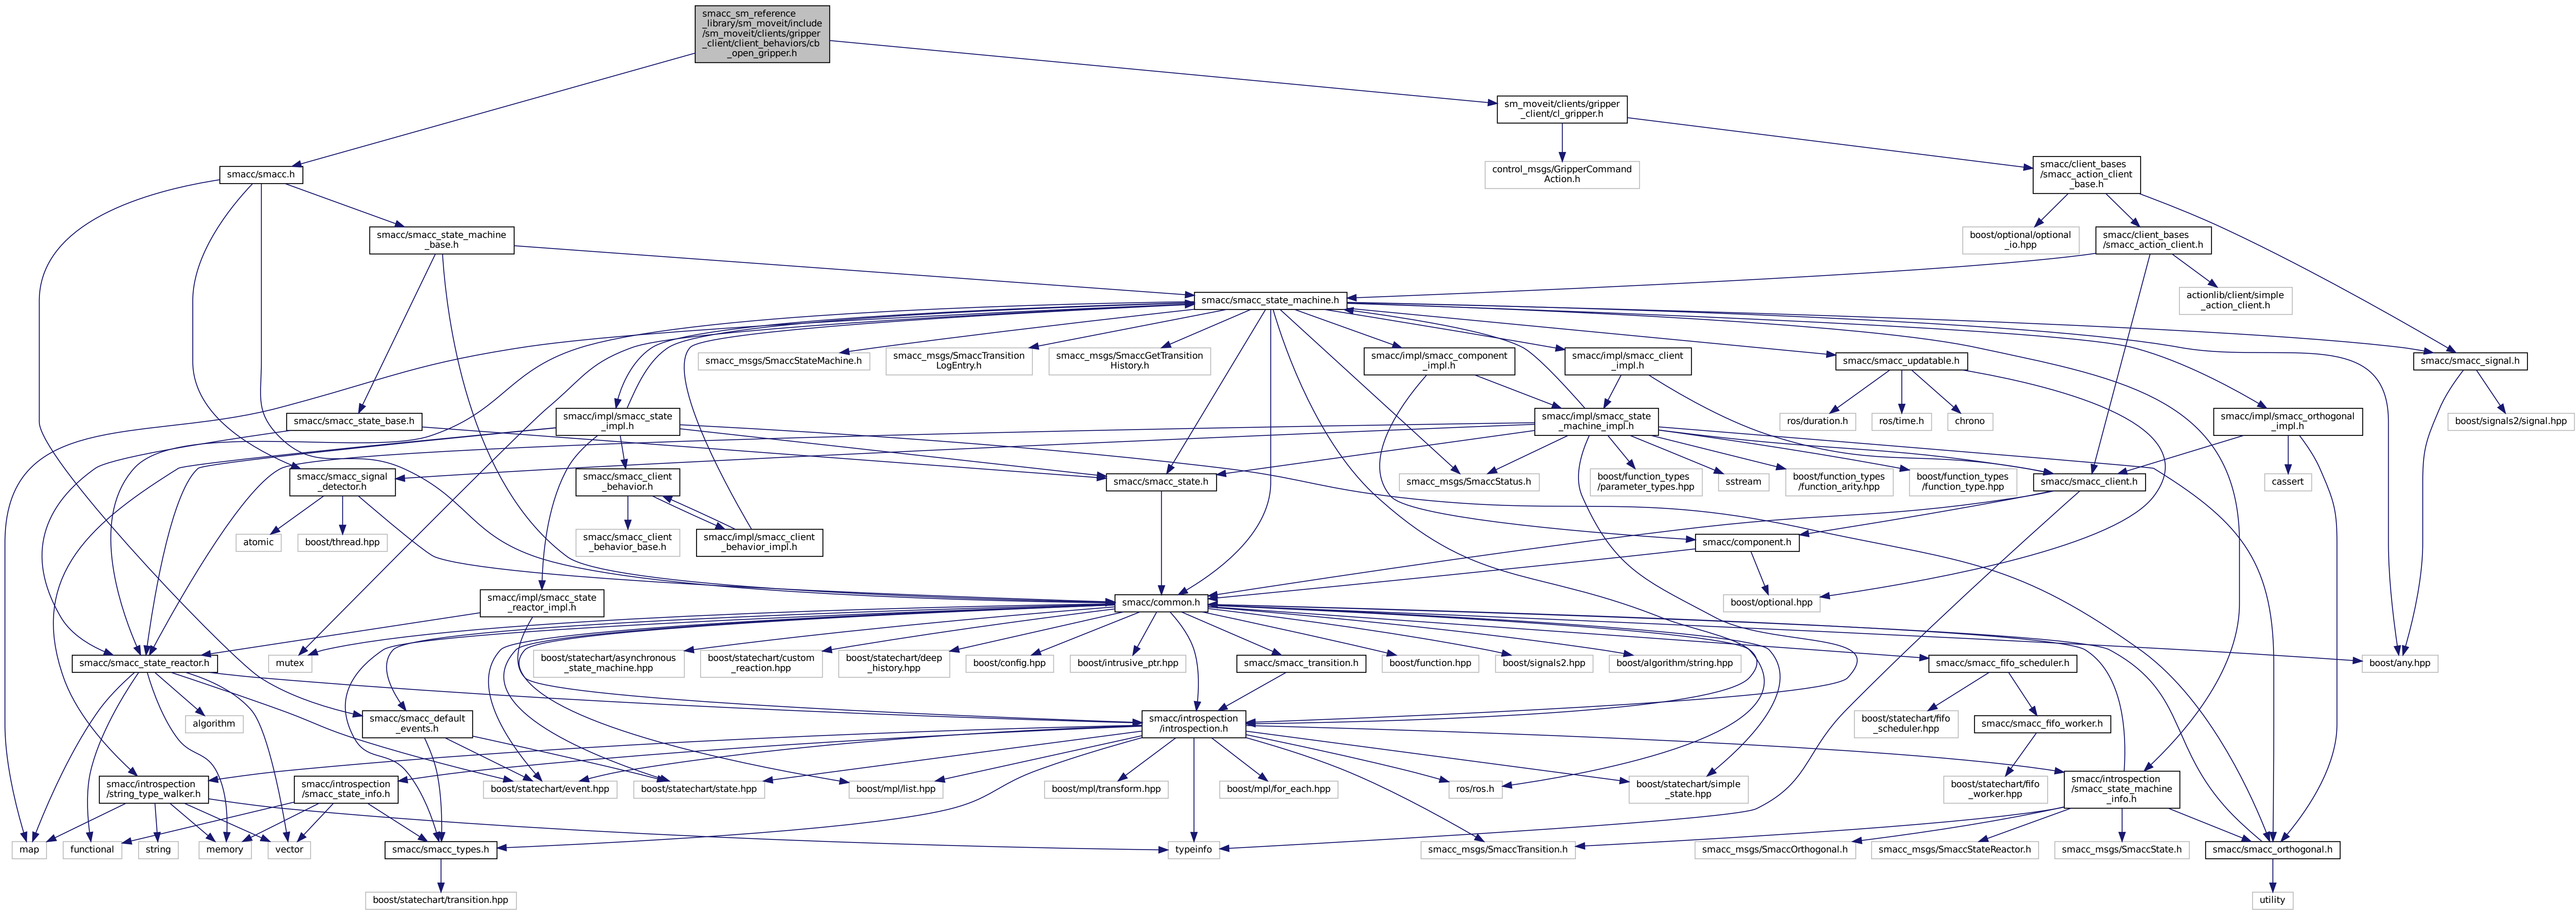 smacc_sm_reference
_library/sm_moveit/include
/sm_moveit/clients/gripper
_client/client_behaviors/cb
_open_gripper.h
sm_moveit/clients/gripper
_client/cl_gripper.h
smacc/smacc.h
control_msgs/GripperCommand
Action.h
smacc/client_bases
/smacc_action_client
_base.h
smacc/smacc_state_machine
_base.h
boost/optional/optional
_io.hpp
smacc/client_bases
/smacc_action_client.h
smacc/smacc_state_machine.h
actionlib/client/simple
_action_client.h
smacc_msgs/SmaccStateMachine.h
smacc_msgs/SmaccTransition
LogEntry.h
smacc_msgs/SmaccGetTransition
History.h
smacc/impl/smacc_component
_impl.h
smacc/impl/smacc_client
_impl.h
smacc/smacc_updatable.h
smacc/smacc_signal.h
smacc/smacc_state_base.h
smacc/impl/smacc_state
_impl.h
smacc/impl/smacc_state
_machine_impl.h
ros/duration.h
ros/time.h
chrono
smacc/impl/smacc_orthogonal
_impl.h
boost/signals2/signal.hpp
smacc/smacc_signal
_detector.h
smacc/smacc_client
_behavior.h
smacc/smacc_state.h
smacc_msgs/SmaccStatus.h
boost/function_types
/parameter_types.hpp
sstream
boost/function_types
/function_arity.hpp
boost/function_types
/function_type.hpp
smacc/smacc_client.h
cassert
atomic
boost/thread.hpp
smacc/smacc_client
_behavior_base.h
smacc/impl/smacc_client
_behavior_impl.h
smacc/component.h
smacc/impl/smacc_state
_reactor_impl.h
smacc/common.h
boost/optional.hpp
smacc/smacc_state_reactor.h
mutex
boost/statechart/asynchronous
_state_machine.hpp
boost/statechart/custom
_reaction.hpp
boost/statechart/deep
_history.hpp
boost/config.hpp
boost/intrusive_ptr.hpp
smacc/smacc_transition.h
boost/function.hpp
boost/signals2.hpp
boost/algorithm/string.hpp
smacc/smacc_fifo_scheduler.h
boost/any.hpp
algorithm
smacc/smacc_default
_events.h
smacc/introspection
/introspection.h
boost/statechart/fifo
_scheduler.hpp
smacc/smacc_fifo_worker.h
smacc/introspection
/string_type_walker.h
smacc/introspection
/smacc_state_info.h
boost/statechart/event.hpp
boost/statechart/state.hpp
boost/mpl/list.hpp
boost/mpl/transform.hpp
boost/mpl/for_each.hpp
ros/ros.h
boost/statechart/simple
_state.hpp
boost/statechart/fifo
_worker.hpp
smacc/introspection
/smacc_state_machine
_info.h
map
functional
string
memory
vector
smacc/smacc_types.h
typeinfo
smacc_msgs/SmaccTransition.h
smacc_msgs/SmaccOrthogonal.h
smacc_msgs/SmaccStateReactor.h
smacc_msgs/SmaccState.h
smacc/smacc_orthogonal.h
boost/statechart/transition.hpp
utility